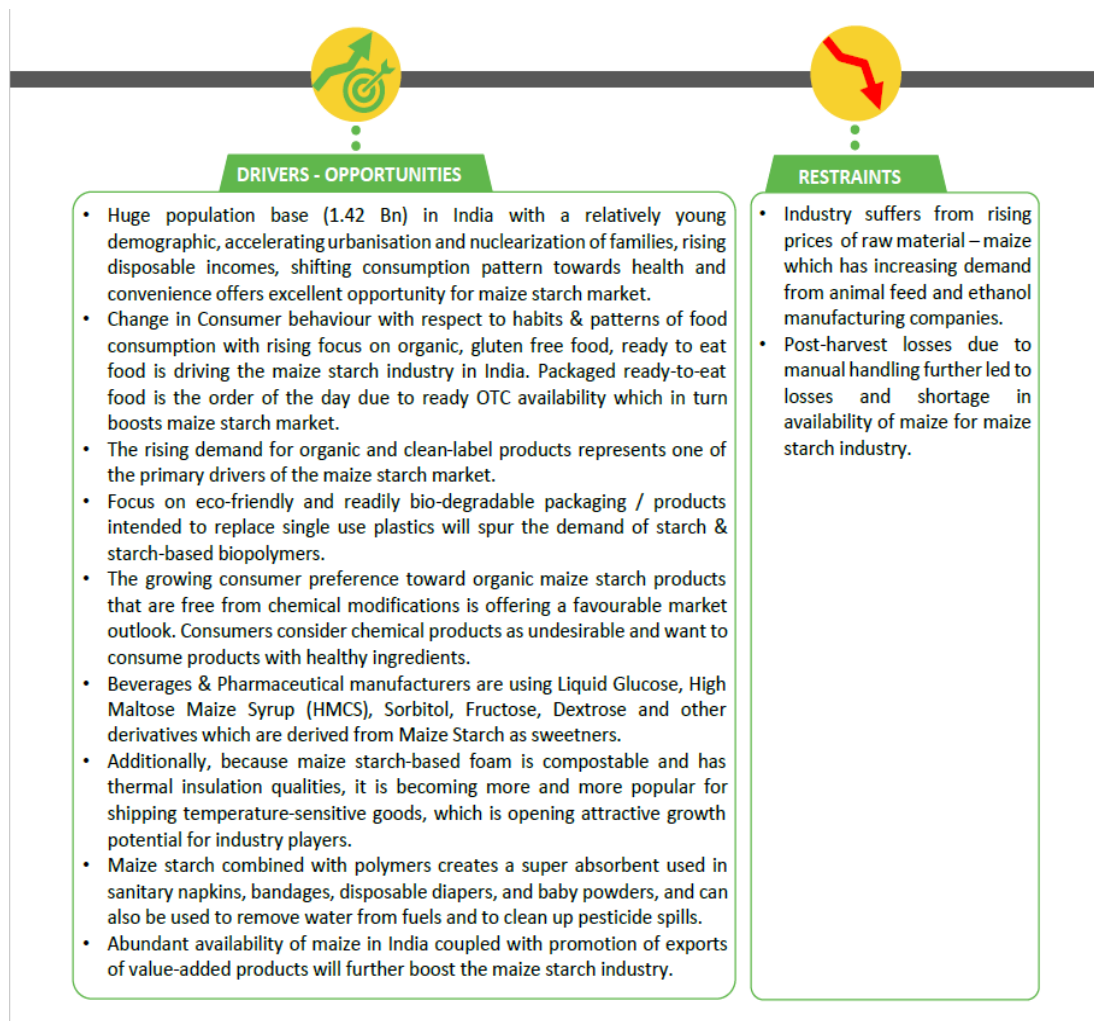 DRIVERS - OPPORTUNITIES
• Huge population base (1.42 Bn) in India with a relatively young
demographic, accelerating urbanisation and nuclearization of families, rising
disposable incomes, shifting consumption pattern towards health and
convenience offers excellent opportunity for maize starch market.
• Change in Consumer behaviour with respect to habits & patterns of food
consumption with rising focus on organic, gluten free food, ready to eat
food is driving the maize starch industry in India. Packaged ready-to-eat
food is the order of the day due to ready OTC availability which in turn
boosts maize starch market.
• The rising demand for organic and clean-label products represents one of
the primary drivers of the maize starch market.
• Focus on eco-friendly and readily bio-degradable packaging / products
intended to replace single use plastics will spur the demand of starch &
starch-based biopolymers.
• The growing consumer preference toward organic maize starch products
that are free from chemical modifications is offering a favourable market
outlook. Consumers consider chemical products as undesirable and want to
consume products with healthy ingredients.
• Beverages & Pharmaceutical manufacturers are using Liquid Glucose, High
Maltose Maize Syrup (HMCS), Sorbitol, Fructose, Dextrose and other
derivatives which are derived from Maize Starch as sweetners.
• Additionally, because maize starch-based foam is compostable and has
thermal insulation qualities, it is becoming more and more popular for
shipping temperature-sensitive goods, which is opening attractive growth
potential for industry players.
• Maize starch combined with polymers creates a super absorbent used in
sanitary napkins, bandages, disposable diapers, and baby powders, and can
also be used to remove water from fuels and to clean up pesticide spills.
• Abundant availability of maize in India coupled with promotion of exports
of value-added products will further boost the maize starch industry.
RESTRAINTS
• Industry suffers from rising
prices of raw material – maize
which has increasing demand
from animal feed and ethanol
manufacturing companies.
• Post-harvest losses due to
manual handling further led to
losses and shortage in
availability of maize for maize
starch industry.